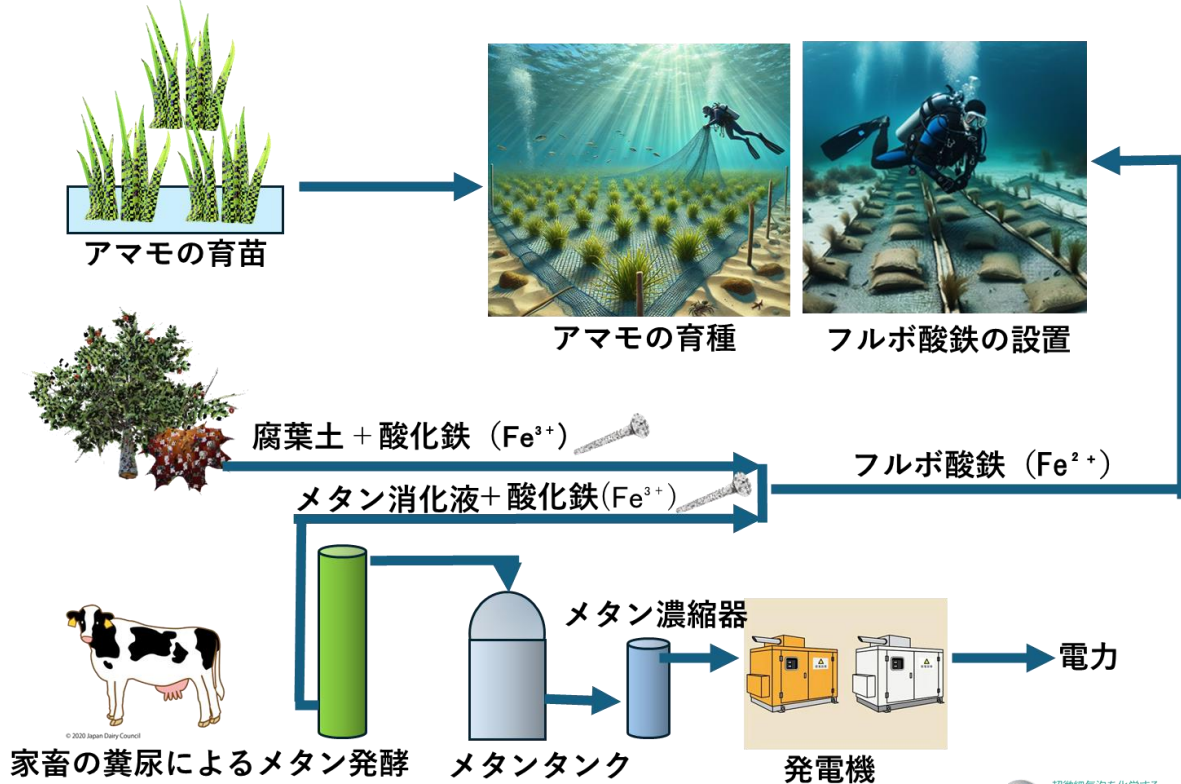 アマモの育苗
アマモの育種
フルボ酸鉄の設置
腐葉土＋酸化鉄（Fe³⁺）
フルボ酸鉄（Fe²⁺）
メタン消化液＋酸化鉄(Fe³⁺)
メタン濃縮器
電力
© 2020 Japan Dairy Council
家畜の糞尿によるメタン発酵
メタンタンク
発電機